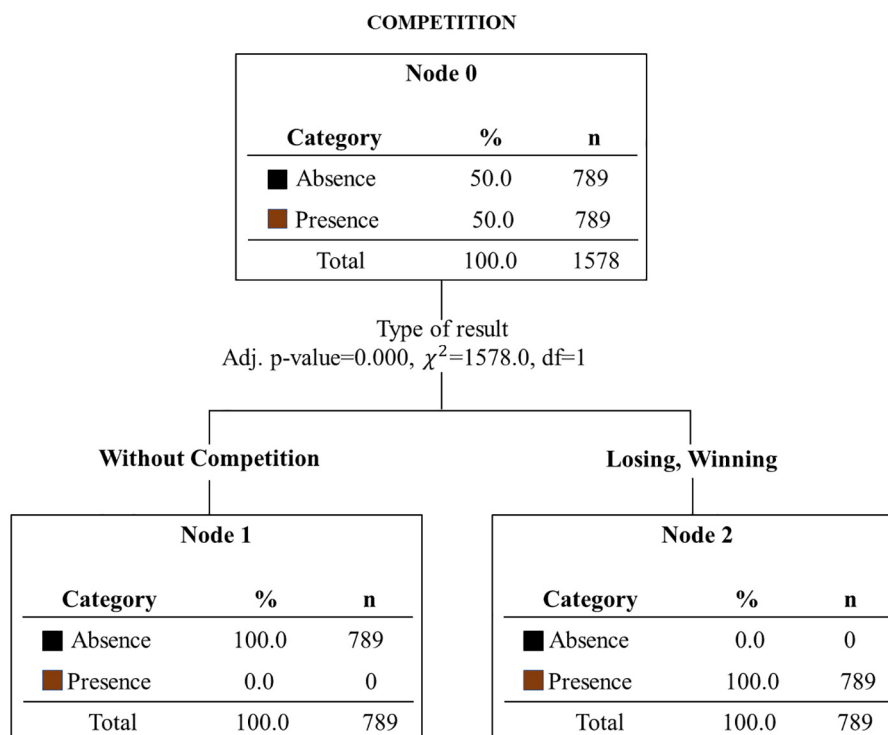 COMPETITION
Node 0
Category % n
Absence 50.0 789
Presence 50.0 789
Total 100.0 1578
Type of result
Adj. p-value=0.000, χ²=1578.0, df=1
Without Competition
Losing, Winning
Node 1
Category % n
Absence 100.0 789
Presence 0.0 0
Total 100.0 789
Node 2
Category % n
Absence 0.0 0
Presence 100.0 789
Total 100.0 789